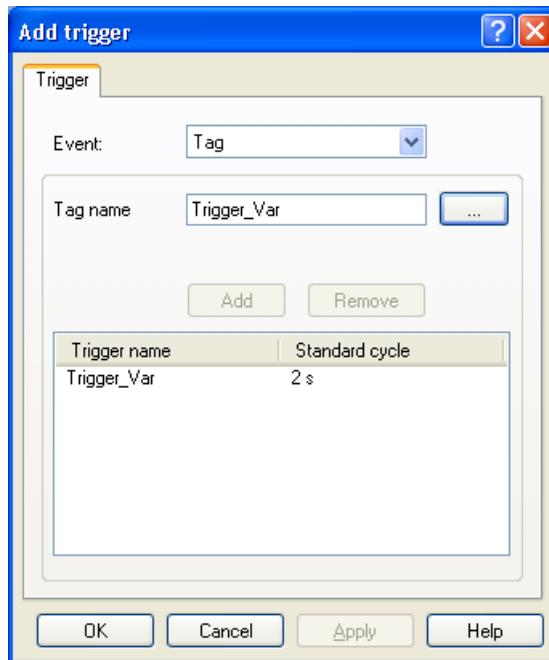 Add trigger
Trigger
Event: Tag
Tag name Trigger_Var ...
Add Remove
Trigger name Standard cycle
Trigger_Var 2 s
OK Cancel Apply Help